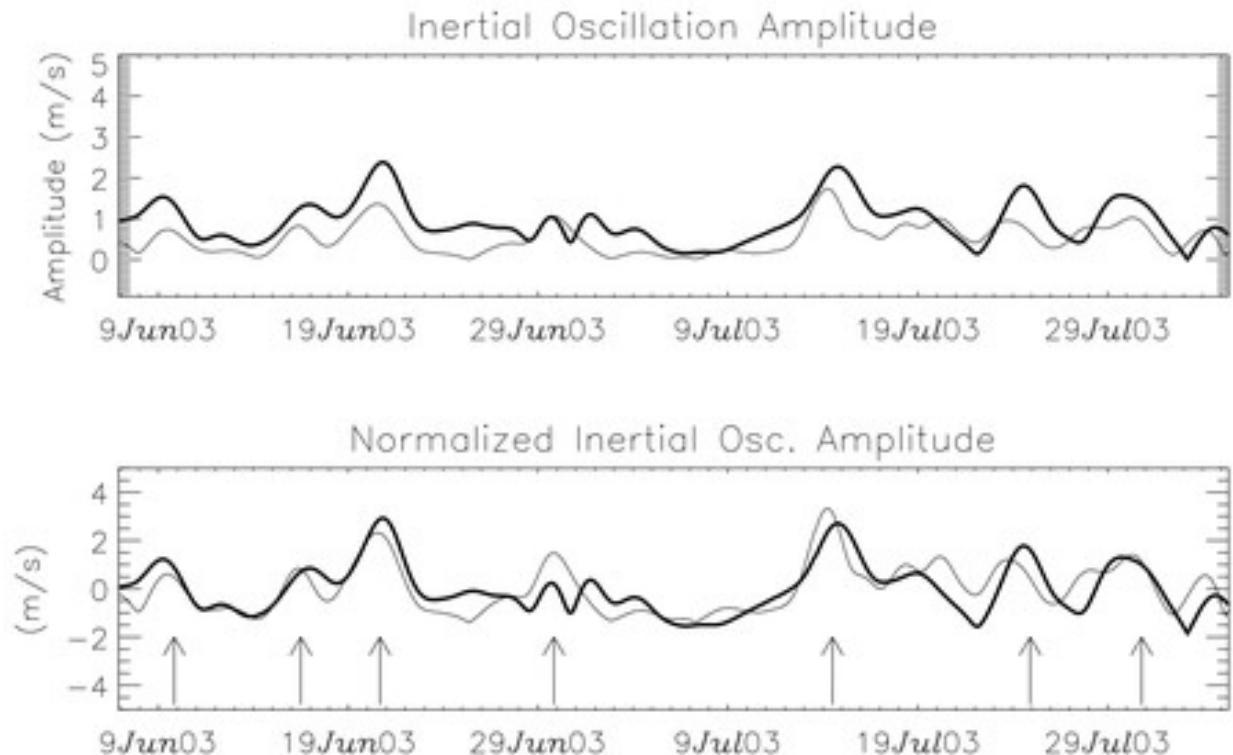 Inertial Oscillation Amplitude
Amplitude (m/s)
5
4
3
2
1
0
9Jun03 19Jun03 29Jun03 9Jul03 19Jul03 29Jul03
Normalized Inertial Osc. Amplitude
(m/s)
4
2
0
-2
-4
9Jun03 19Jun03 29Jun03 9Jul03 19Jul03 29Jul03